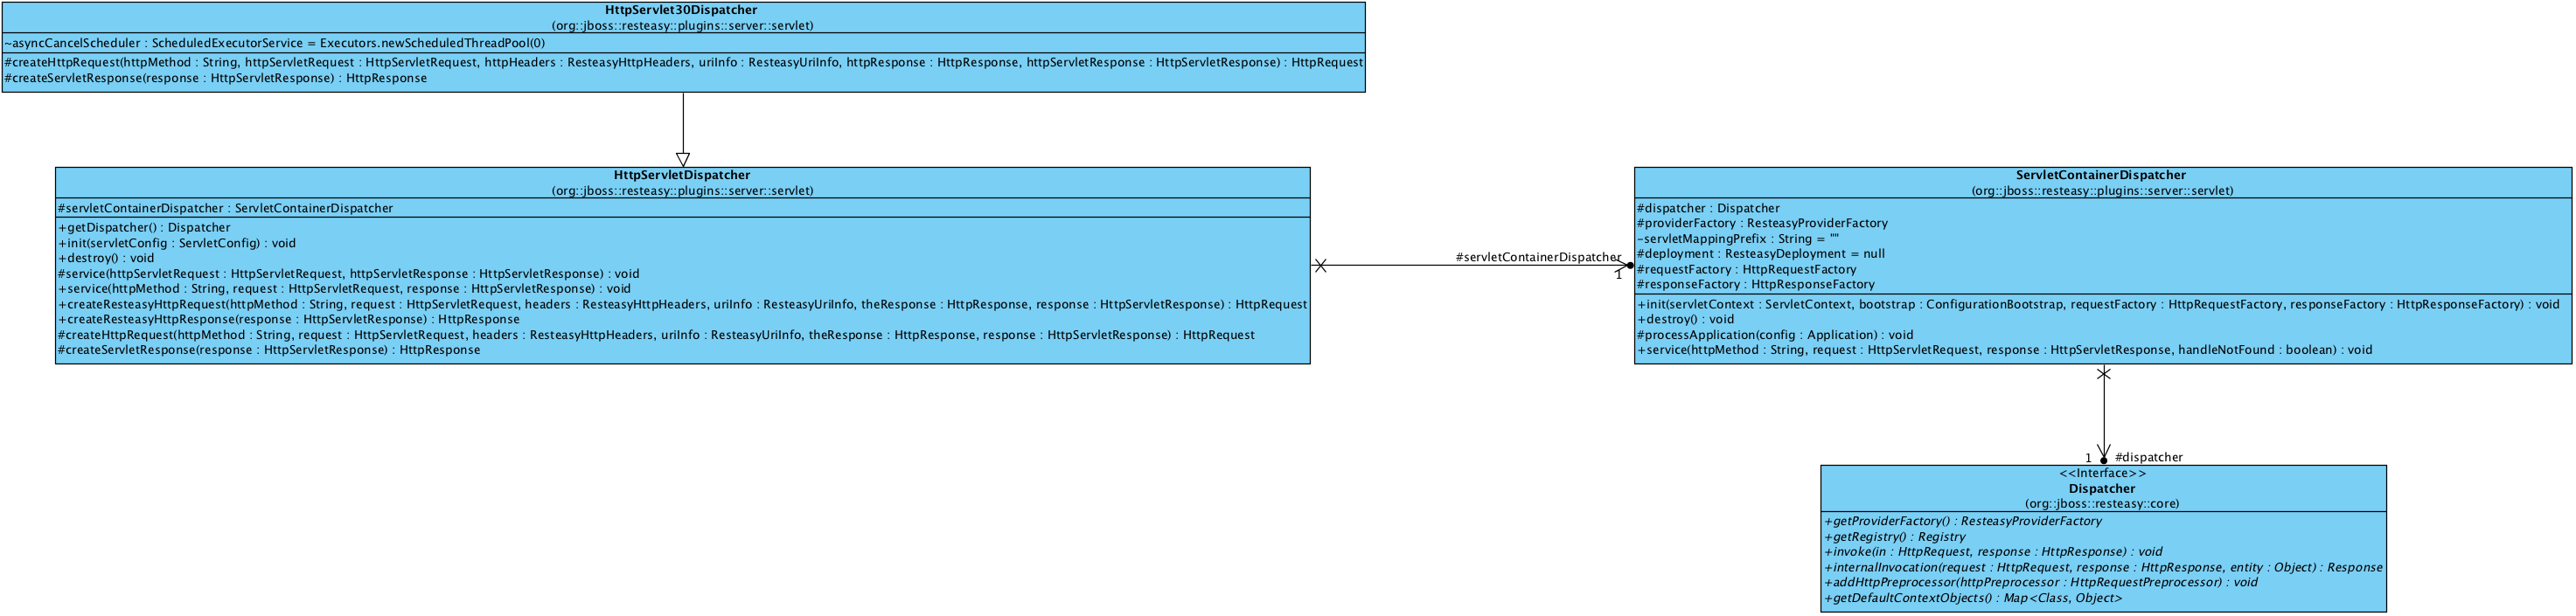 HttpServlet30Dispatcher
(org::jboss::resteasy::plugins::server::servlet)
~asyncCancelScheduler : ScheduledExecutorService = Executors.newScheduledThreadPool(0)
#createHttpRequest(httpMethod : String, httpServletRequest : HttpServletRequest, httpHeaders : ResteasyHttpHeaders, uriInfo : ResteasyUriInfo, httpResponse : HttpResponse, httpServletResponse : HttpServletResponse) : HttpRequest
#createServletResponse(response : HttpServletResponse) : HttpResponse
HttpServletDispatcher
(org::jboss::resteasy::plugins::server::servlet)
#servletContainerDispatcher : ServletContainerDispatcher
+getDispatcher() : Dispatcher
+init(servletConfig : ServletConfig) : void
+destroy() : void
#service(httpServletRequest : HttpServletRequest, httpServletResponse : HttpServletResponse) : void
+service(httpMethod : String, request : HttpServletRequest, response : HttpServletResponse) : void
+createResteasyHttpRequest(httpMethod : String, request : HttpServletRequest, headers : ResteasyHttpHeaders, uriInfo : ResteasyUriInfo, theResponse : HttpResponse, response : HttpServletResponse) : HttpRequest
+createResteasyHttpResponse(response : HttpServletResponse) : HttpResponse
#createHttpRequest(httpMethod : String, request : HttpServletRequest, headers : ResteasyHttpHeaders, uriInfo : ResteasyUriInfo, theResponse : HttpResponse, response : HttpServletResponse) : HttpRequest
#createServletResponse(response : HttpServletResponse) : HttpResponse
#servletContainerDispatcher
1
ServletContainerDispatcher
(org::jboss::resteasy::plugins::server::servlet)
#dispatcher : Dispatcher
#providerFactory : ResteasyProviderFactory
-servletMappingPrefix : String = ""
#deployment : ResteasyDeployment = null
#requestFactory : HttpRequestFactory
#responseFactory : HttpResponseFactory
+init(servletContext : ServletContext, bootstrap : ConfigurationBootstrap, requestFactory : HttpRequestFactory, responseFactory : HttpResponseFactory) : void
+destroy() : void
#processApplication(config : Application) : void
+service(httpMethod : String, request : HttpServletRequest, response : HttpServletResponse, handleNotFound : boolean) : void
1 #dispatcher
<<Interface>>
Dispatcher
(org::jboss::resteasy::core)
+getProviderFactory() : ResteasyProviderFactory
+getRegistry() : Registry
+invoke(in : HttpRequest, response : HttpResponse) : void
+internalInvocation(request : HttpRequest, response : HttpResponse, entity : Object) : Response
+addHttpPreprocessor(httpPreprocessor : HttpRequestPreprocessor) : void
+getDefaultContextObjects() : Map<Class, Object>